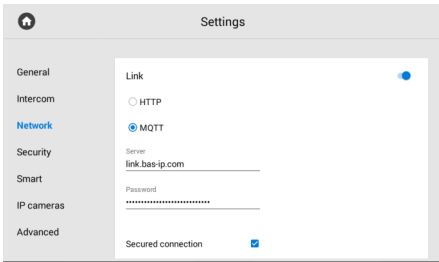 Settings
General
Intercom
Network
Security
Smart
IP cameras
Advanced
Link
HTTP
MQTT
Server
link.bas-ip.com
Password
••••••••••••••••••••••••••••
Secured connection